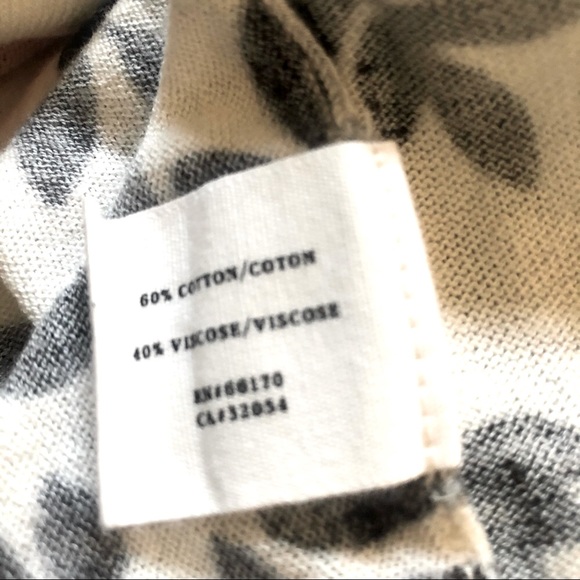 60% COTTON/COTON
40% VISCOSE/VISCOSE
RN#66170
CA#32054